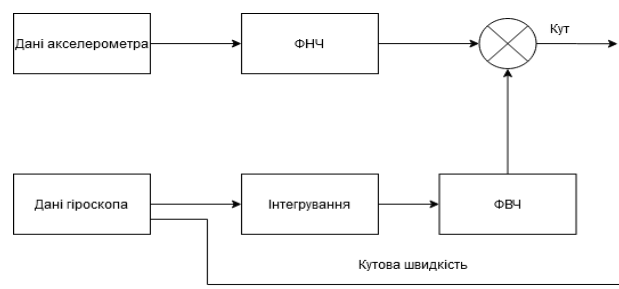 Дані акселерометра
ФНЧ
Кут
Дані гіроскопа
Інтегрування
ФВЧ
Кутова швидкість